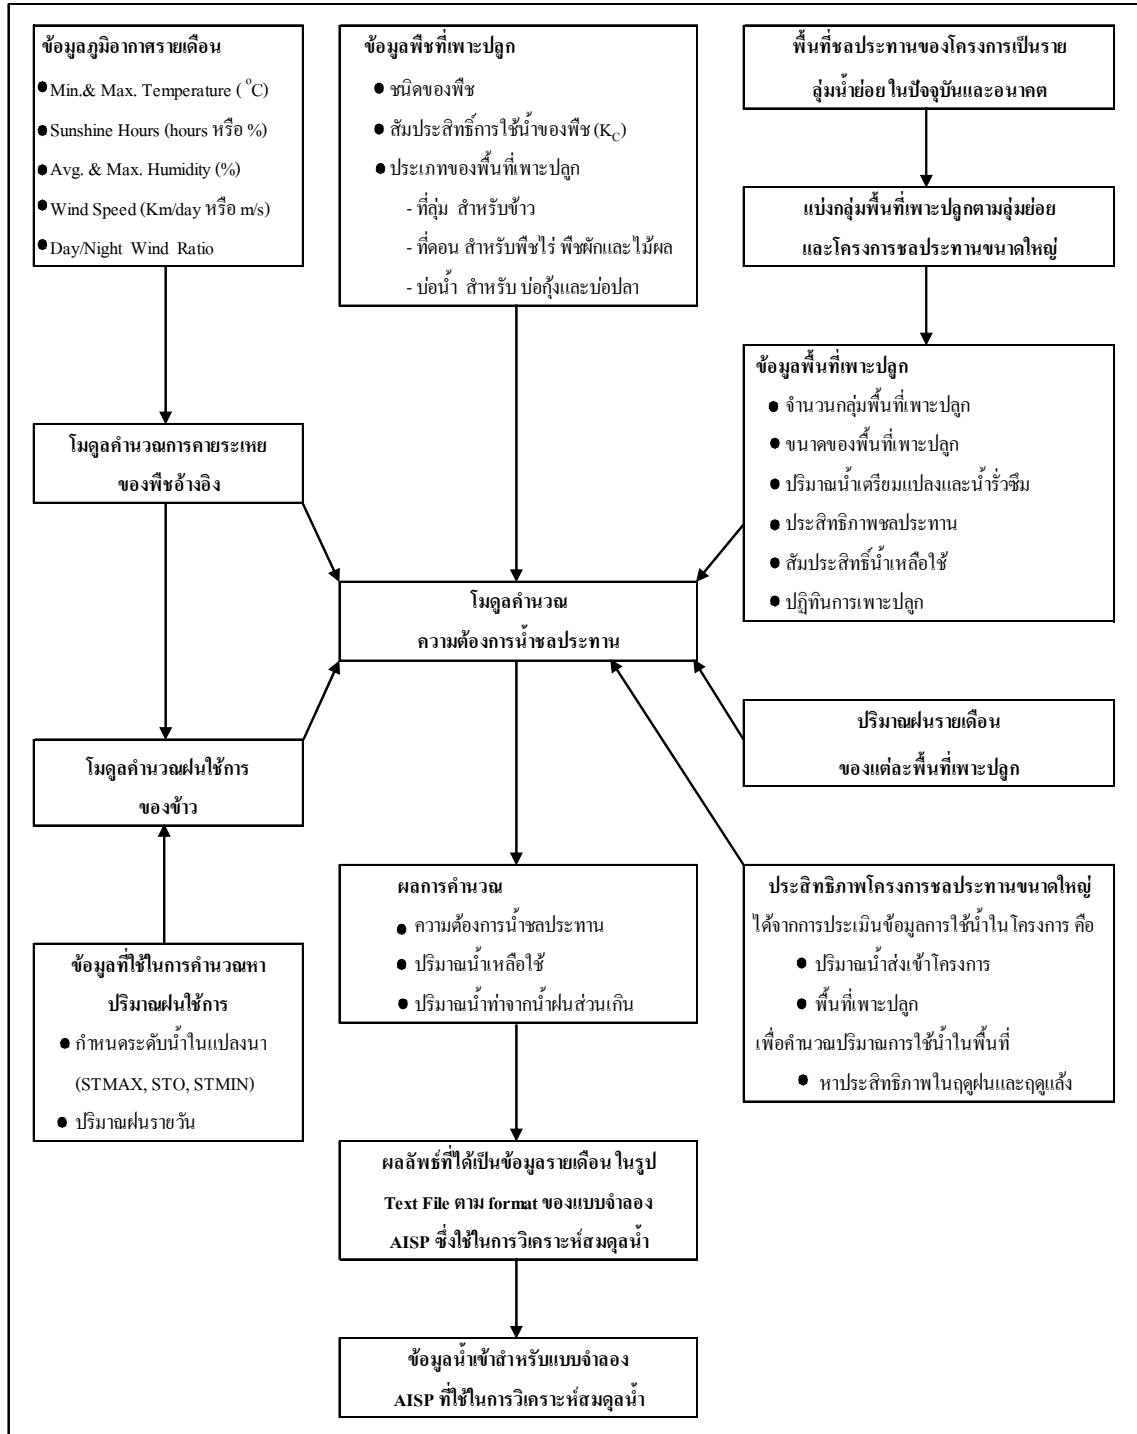 ข้อมูลภูมิอากาศรายเดือน
● Min.& Max. Temperature ( °C)
● Sunshine Hours (hours หรือ %)
● Avg. & Max. Humidity (%)
● Wind Speed (Km/day หรือ m/s)
● Day/Night Wind Ratio
ข้อมูลพืชที่เพาะปลูก
● ชนิดของพืช
● สัมประสิทธิ์การใช้น้ำของพืช (KC)
● ประเภทของพื้นที่เพาะปลูก
- ที่ลุ่ม สำหรับข้าว
- ที่ดอน สำหรับพืชไร่ พืชผักและไม้ผล
- บ่อน้ำ สำหรับ บ่อกุ้งและบ่อปลา
พื้นที่ชลประทานของโครงการเป็นราย
ลุ่มน้ำย่อย ในปัจจุบันและอนาคต
แบ่งกลุ่มพื้นที่เพาะปลูกตามลุ่มย่อย
และโครงการชลประทานขนาดใหญ่
ข้อมูลพื้นที่เพาะปลูก
● จำนวนกลุ่มพื้นที่เพาะปลูก
● ขนาดของพื้นที่เพาะปลูก
● ปริมาณน้ำเตรียมแปลงและน้ำรั่วซึม
● ประสิทธิภาพชลประทาน
● สัมประสิทธิ์น้ำเหลือใช้
● ปฏิทินการเพาะปลูก
โมดูลคำนวณการคายระเหย
ของพืชอ้างอิง
โมดูลคำนวณ
ความต้องการน้ำชลประทาน
ปริมาณฝนรายเดือน
ของแต่ละพื้นที่เพาะปลูก
โมดูลคำนวณฝนใช้การ
ของข้าว
ผลการคำนวณ
● ความต้องการน้ำชลประทาน
● ปริมาณน้ำเหลือใช้
● ปริมาณน้ำท่าจากน้ำฝนส่วนเกิน
ประสิทธิภาพโครงการชลประทานขนาดใหญ่
ได้จากการประเมินข้อมูลการใช้น้ำในโครงการ คือ
● ปริมาณน้ำส่งเข้าโครงการ
● พื้นที่เพาะปลูก
เพื่อคำนวณปริมาณการใช้น้ำในพื้นที่
● หาประสิทธิภาพในฤดูฝนและฤดูแล้ง
ข้อมูลที่ใช้ในการคำนวณหา
ปริมาณฝนใช้การ
● กำหนดระดับน้ำในแปลงนา
(STMAX, STO, STMIN)
● ปริมาณฝนรายวัน
ผลลัพธ์ที่ได้เป็นข้อมูลรายเดือน ในรูป
Text File ตาม format ของแบบจำลอง
AISP ซึ่งใช้ในการวิเคราะห์สมดุลน้ำ
ข้อมูลน้ำเข้าสำหรับแบบจำลอง
AISP ที่ใช้ในการวิเคราะห์สมดุลน้ำ